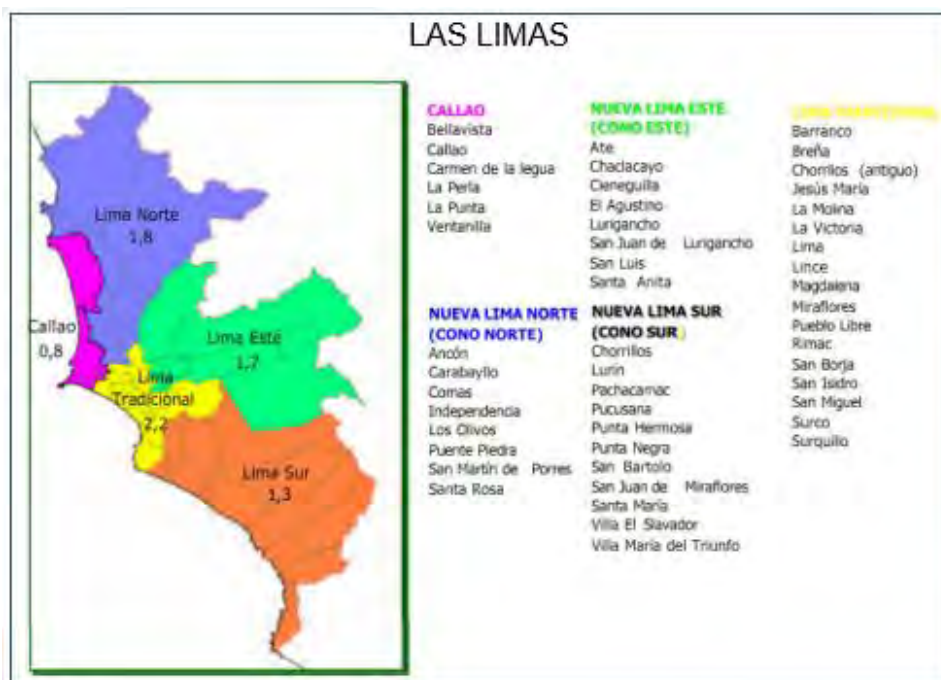 LAS LIMAS
Lima Norte
1,8
Callao
0,8
Lima Este
1,7
Lima
Tradicional
2,2
Lima Sur
1,3
CALLAO
Bellavista
Callao
Carmen de la legua
La Perla
La Punta
Ventanilla
NUEVA LIMA NORTE
(CONO NORTE)
Ancón
Carabayllo
Comas
Independencia
Los Olivos
Puente Piedra
San Martín de Porres
Santa Rosa
NUEVA LIMA ESTE
(CONO ESTE)
Ate
Chaclacayo
Cieneguilla
El Agustino
Lurigancho
San Juan de Lurigancho
San Luis
Santa Anita
NUEVA LIMA SUR
(CONO SUR)
Chorrillos
Lurin
Pachacamac
Pucusana
Punta Hermosa
Punta Negra
San Bartolo
San Juan de Miraflores
Santa María
Villa El Slavador
Villa Maria del Triunfo
Barranco
Breña
Chorrillos (antiguo)
Jesús María
La Molina
La Victoria
Lima
Lince
Magdalena
Miraflores
Pueblo Libre
Rimac
San Borja
San Isidro
San Miguel
Surco
Surquillo